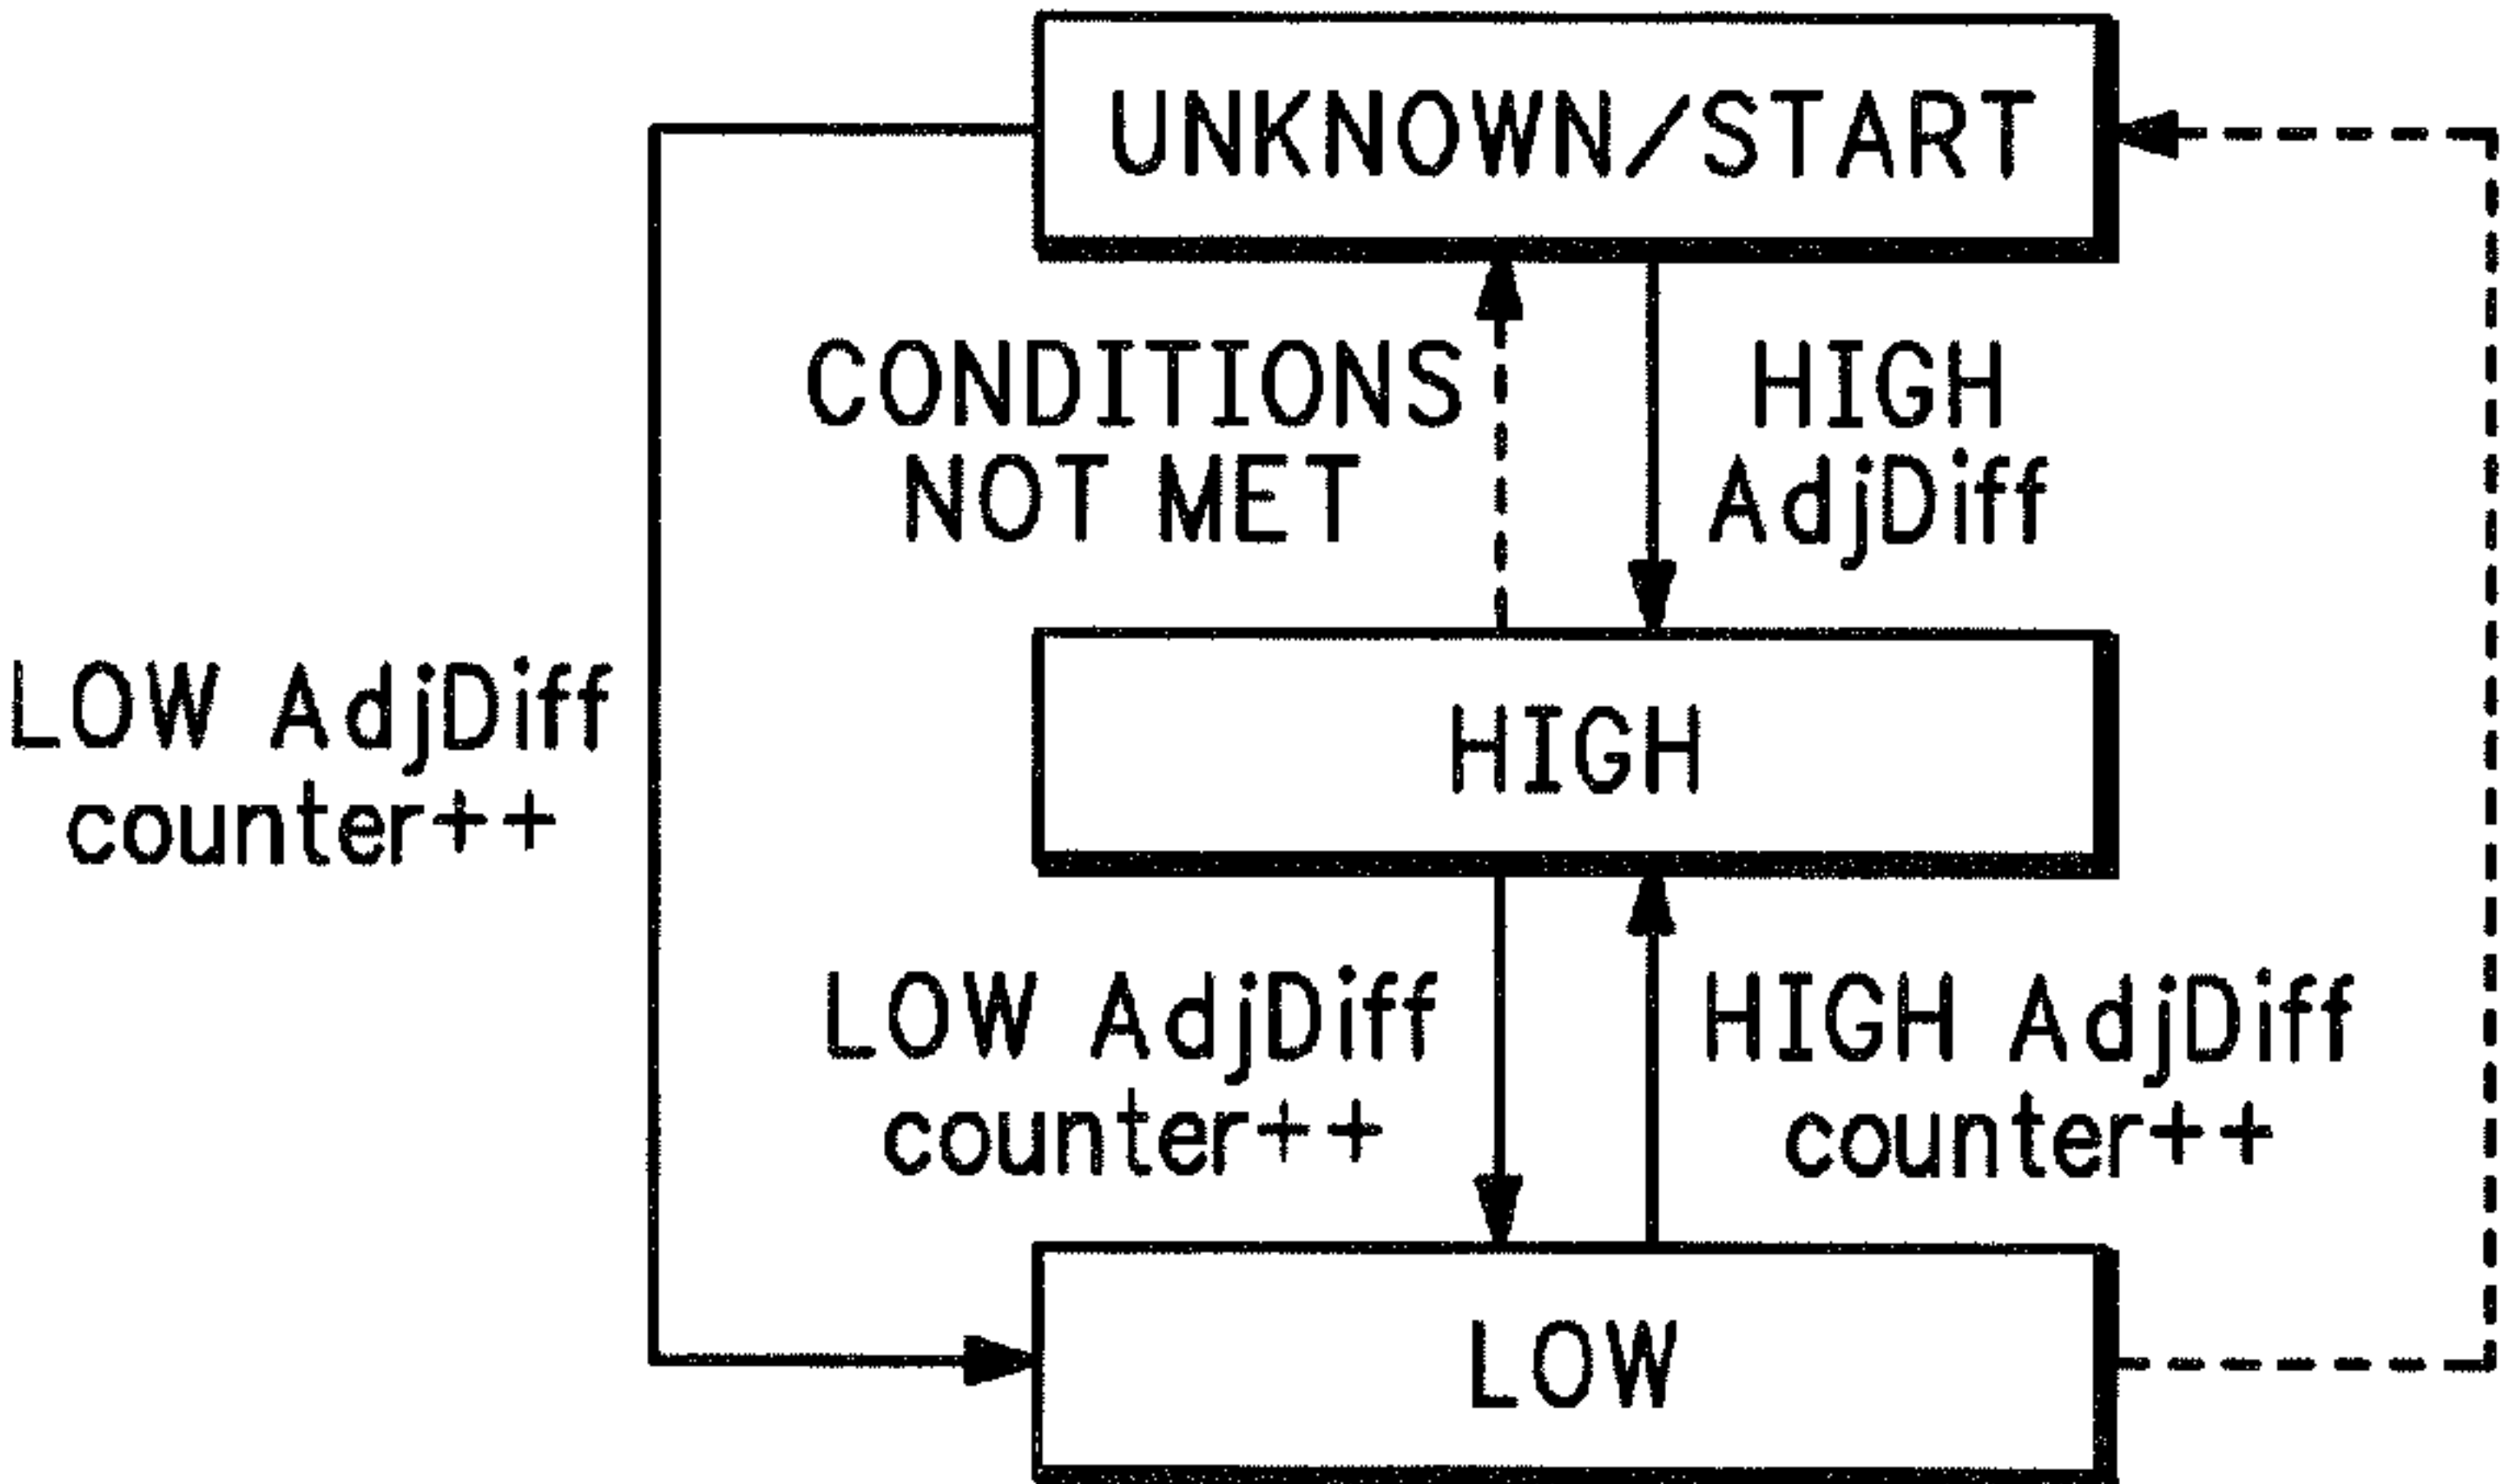 UNKNOWN/START
CONDITIONS
NOT MET
HIGH
AdjDiff
LOW AdjDiff
counter++
HIGH
LOW AdjDiff
counter++
HIGH AdjDiff
counter++
LOW